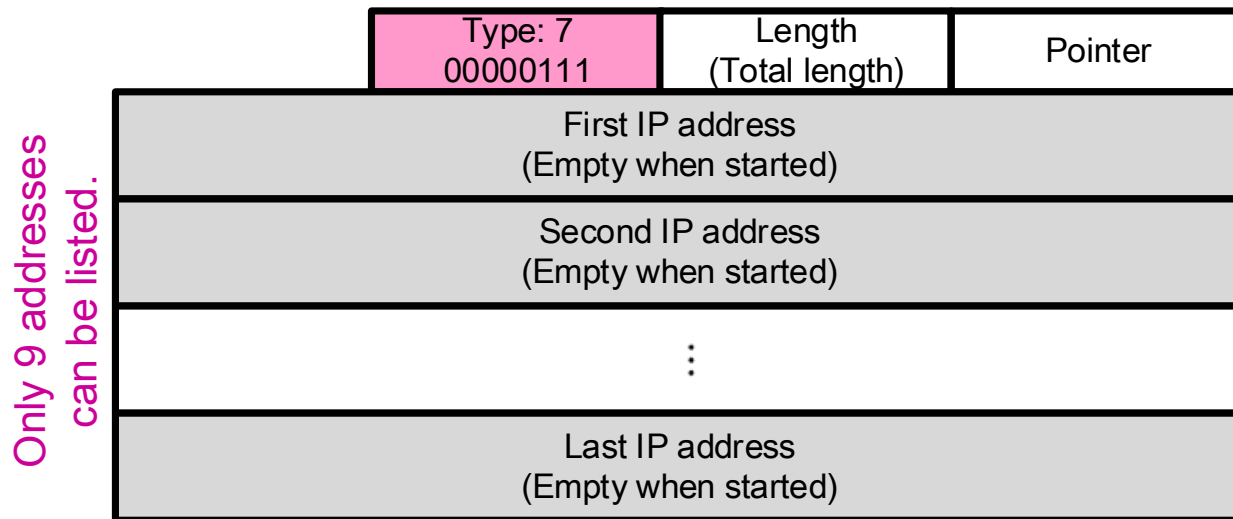 Type: 7
00000111
Length
(Total length)
Pointer
Only 9 addresses
can be listed.
First IP address
(Empty when started)
Second IP address
(Empty when started)
⋮
Last IP address
(Empty when started)